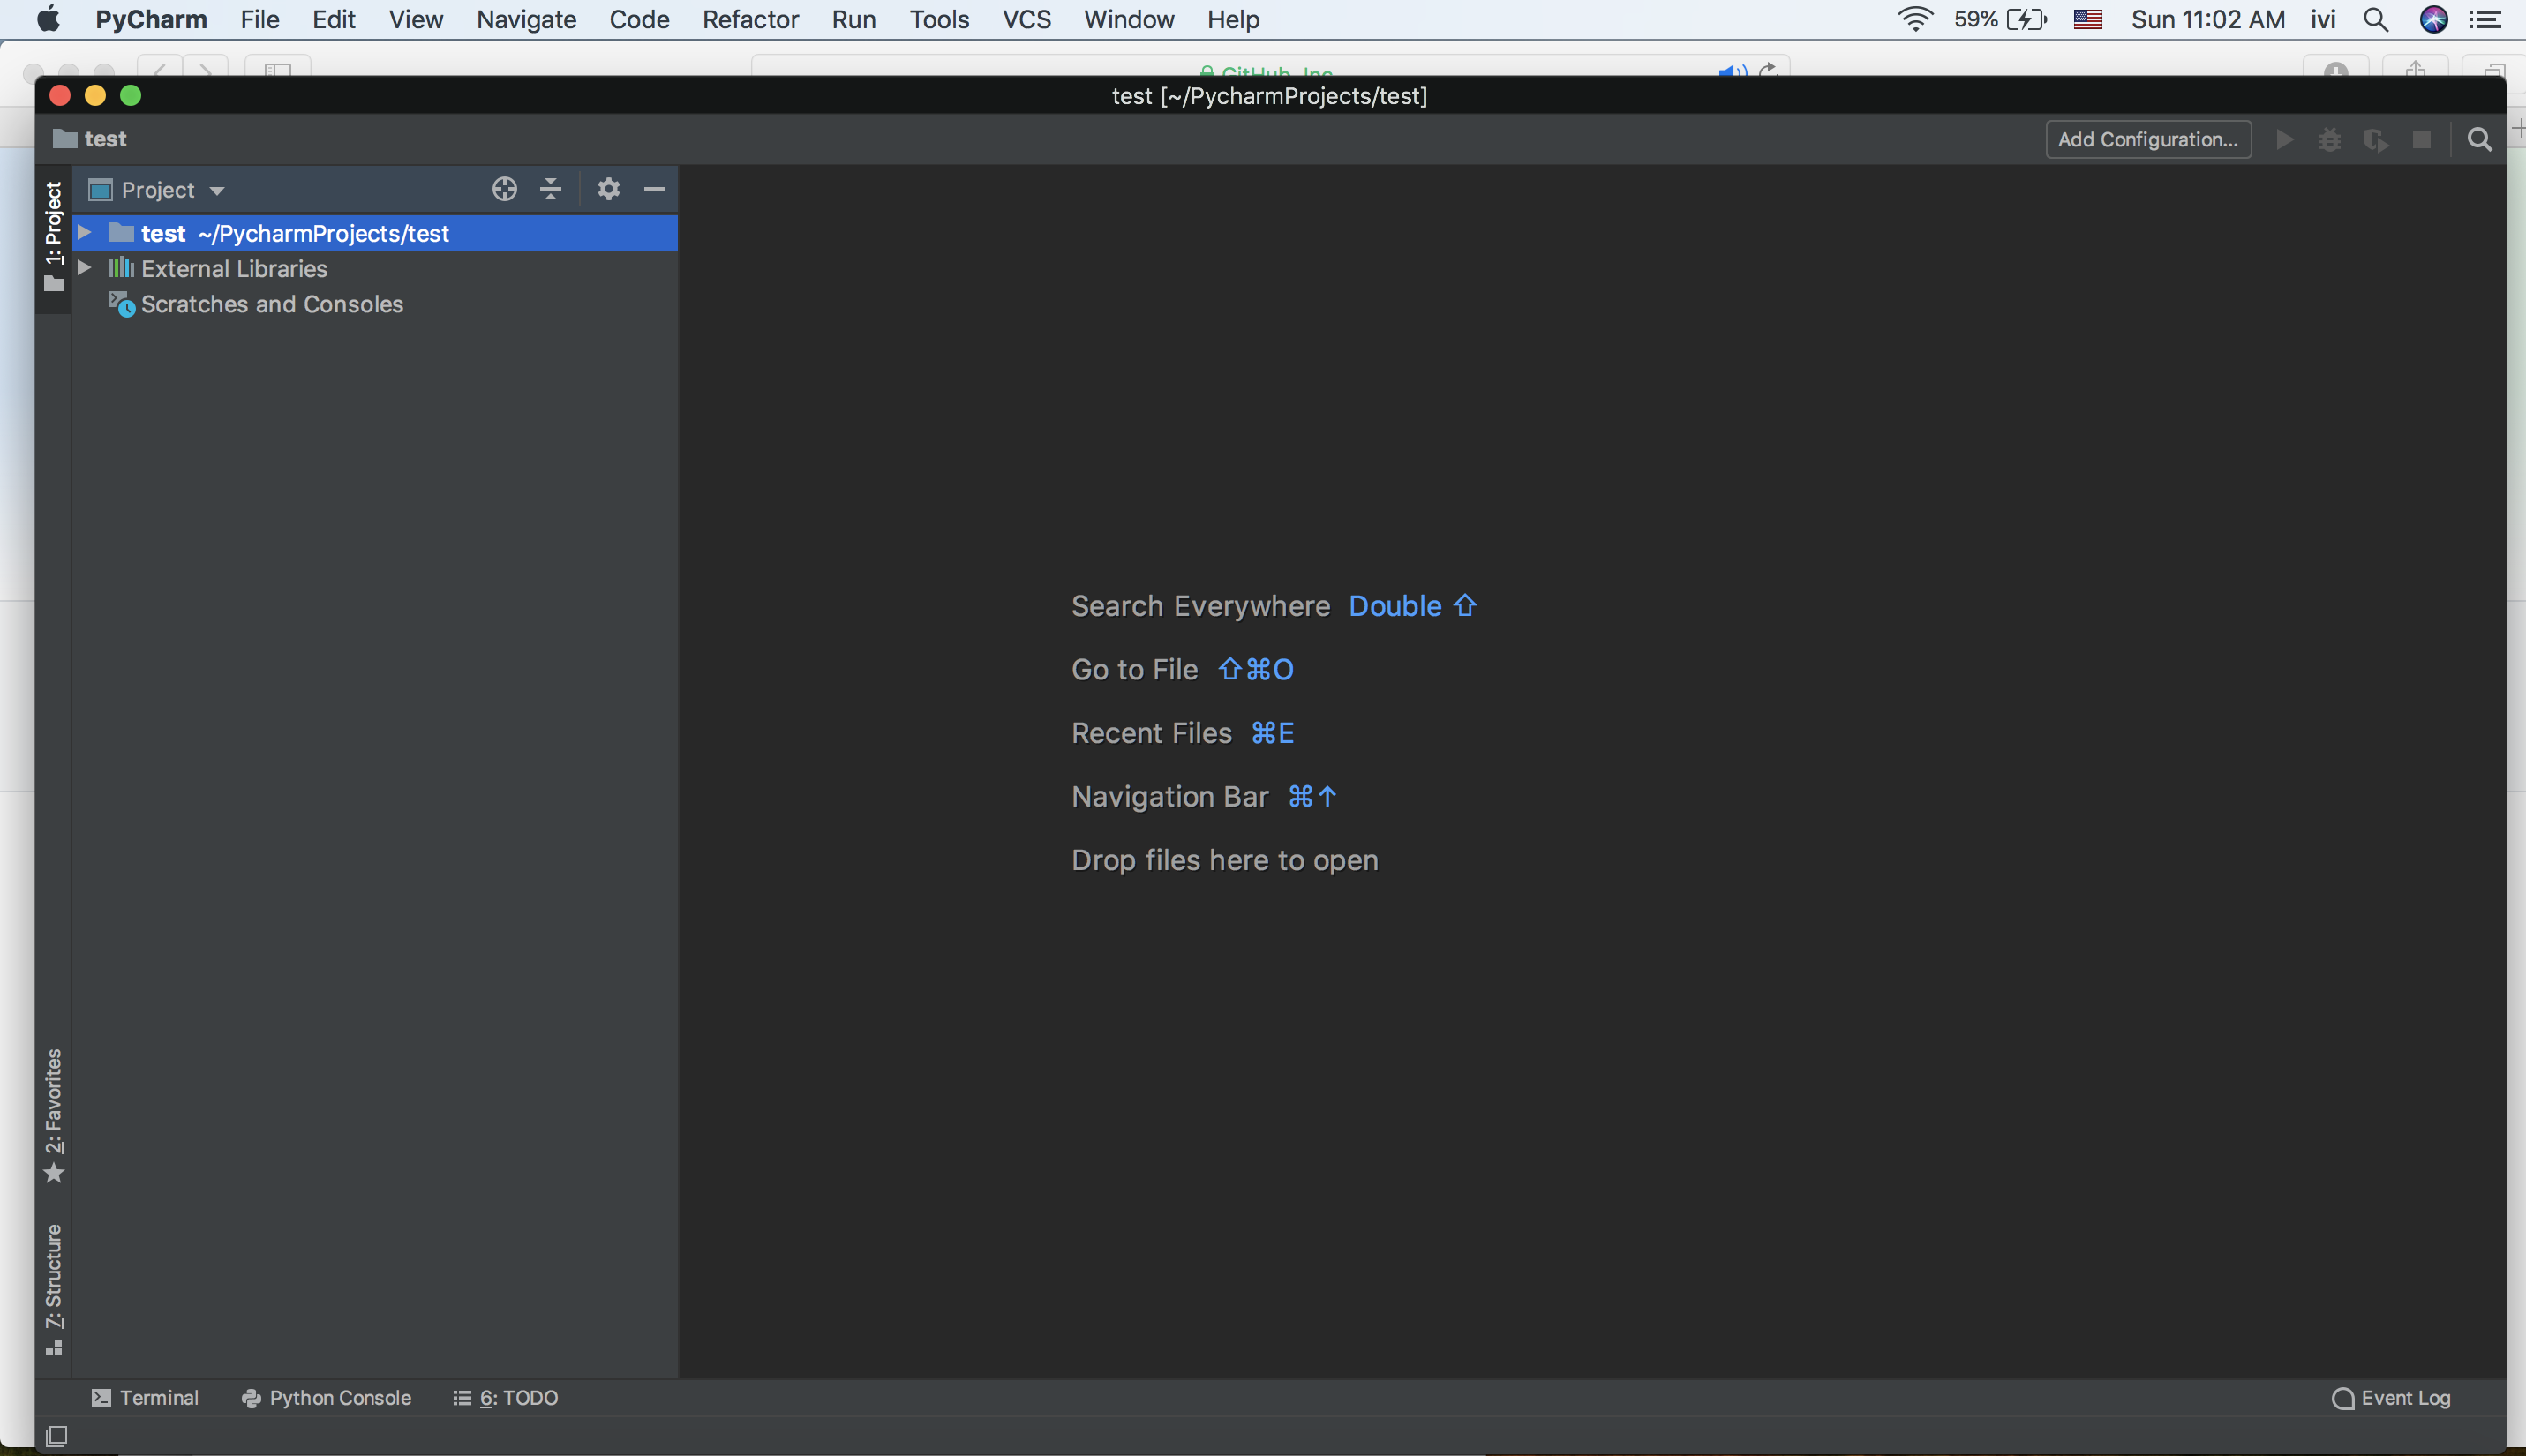 PyCharm File Edit View Navigate Code Refactor Run Tools VCS Window Help 59% Sun 11:02 AM ivi
GitHub, Inc.
test [~/PycharmProjects/test]
test Add Configuration...
1: Project
Project
test ~/PycharmProjects/test
External Libraries
Scratches and Consoles
Search Everywhere Double ⇧
Go to File ⇧⌘O
Recent Files ⌘E
Navigation Bar ⌘↑
Drop files here to open
2: Favorites
7: Structure
Terminal Python Console 6: TODO Event Log